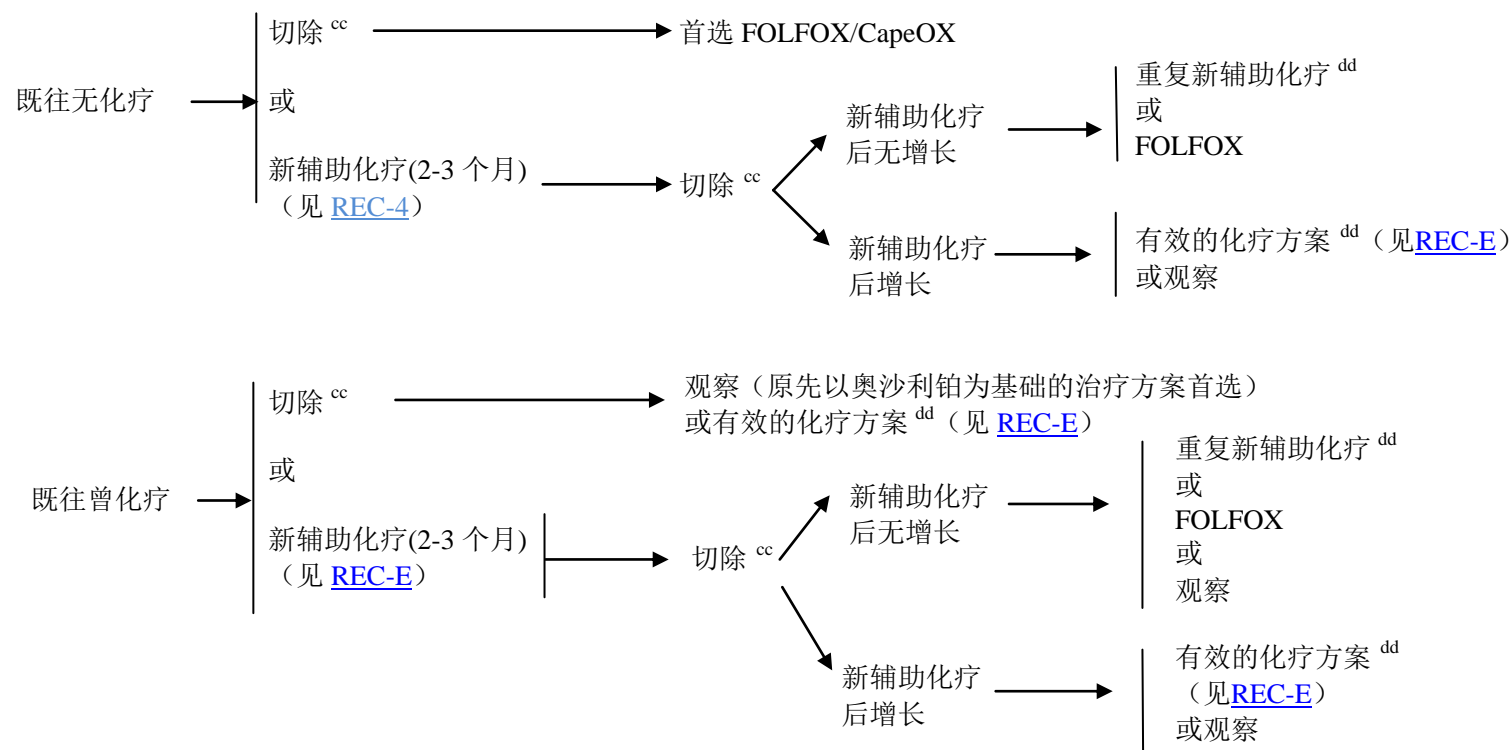 切除 cc
首选 FOLFOX/CapeOX
既往无化疗
或
新辅助化疗(2-3 个月)
（见 REC-4）
切除 cc
新辅助化疗
后无增长
重复新辅助化疗 dd
或
FOLFOX
新辅助化疗
后增长
有效的化疗方案 dd（见REC-E）
或观察
切除 cc
观察（原先以奥沙利铂为基础的治疗方案首选）
或有效的化疗方案 dd（见 REC-E）
既往曾化疗
或
新辅助化疗(2-3 个月)
（见 REC-E）
切除 cc
新辅助化疗
后无增长
重复新辅助化疗 dd
或
FOLFOX
或
观察
新辅助化疗
后增长
有效的化疗方案 dd
（见REC-E）
或观察